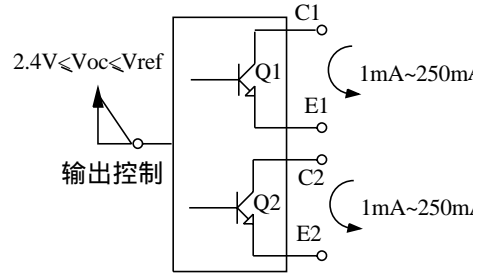 C1
2.4V⩽Voc⩽Vref
Q1
1mA~250mA
E1
输出控制
C2
Q2
1mA~250mA
E2